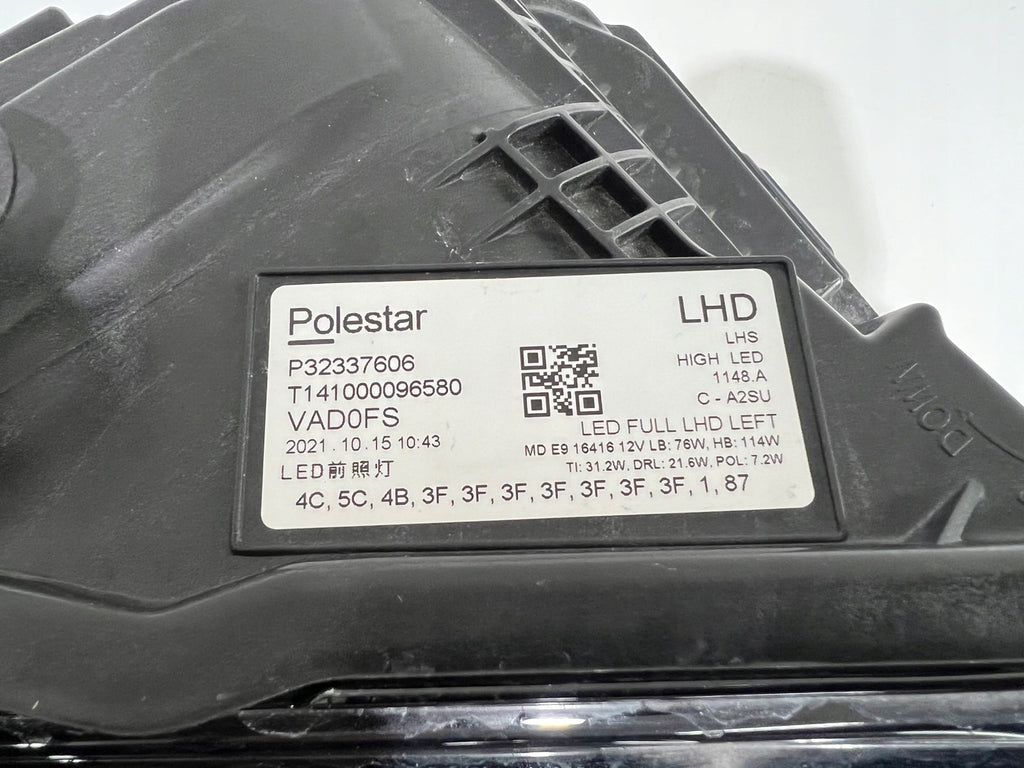 Polestar
P32337606
T141000096580
VAD0FS
2021.10.15 10:43
LED前照灯
LHD
LHS
HIGH LED
1148.A
C - A2SU
LED FULL LHD LEFT
MD E9 16416 12V LB: 76W, HB: 114W
TI: 31.2W, DRL: 21.6W, POL: 7.2W
4C, 5C, 4B, 3F, 3F, 3F, 3F, 3F, 3F, 3F, 1, 87